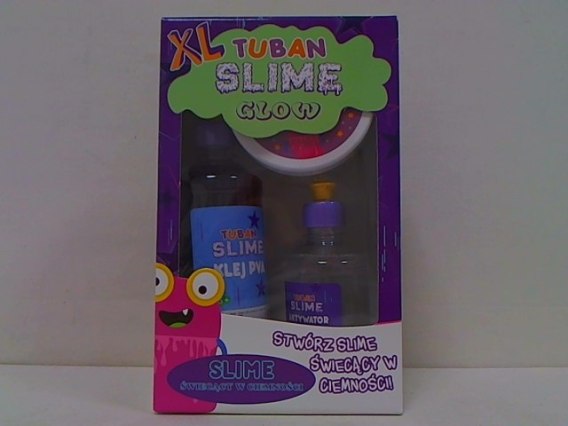 XL TUBAN
SLIME
GLOW
TUBAN
SLIME
KLEJ PVA
TUBAN
SLIME
AKTYWATOR
STWÓRZ SLIME
ŚWIECĄCY W
CIEMNOŚCI!
SLIME
ŚWIECĄCY W CIEMNOŚCI